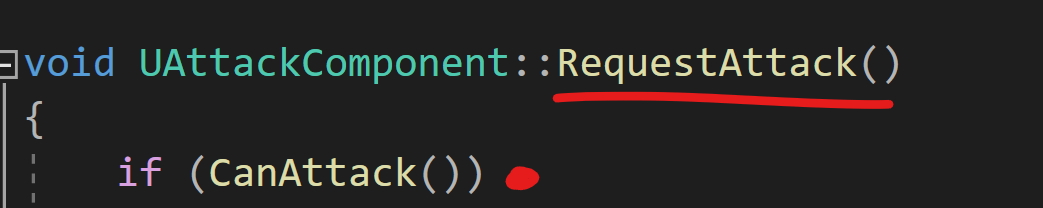 void UAttackComponent::RequestAttack()
{
if (CanAttack())